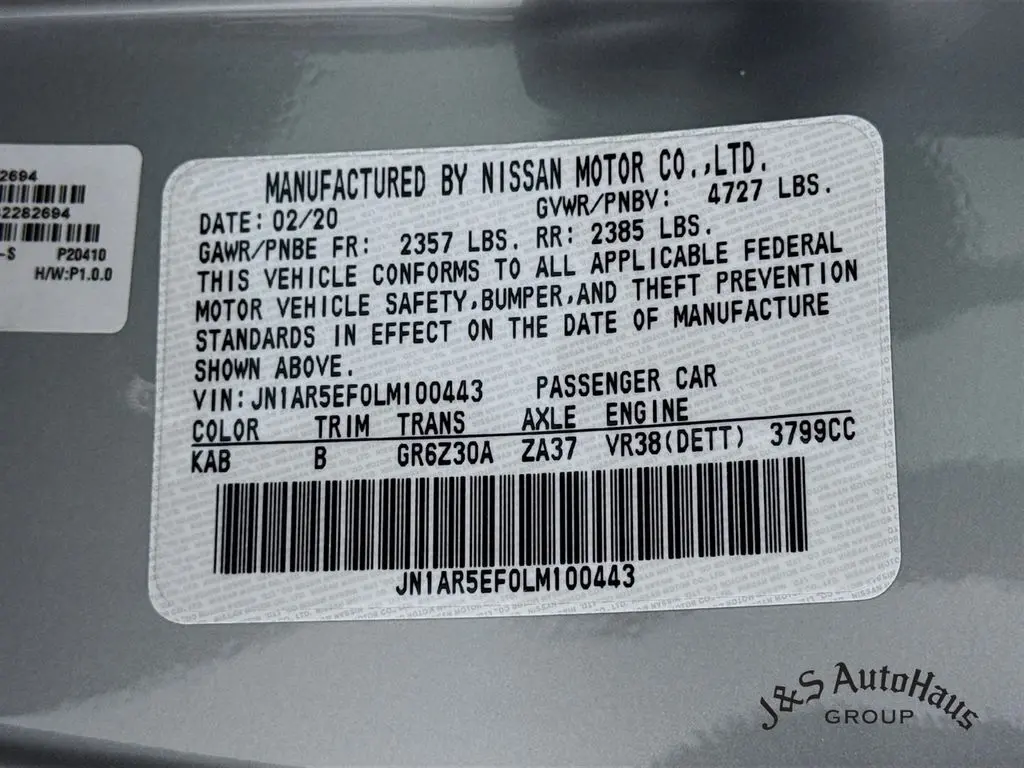 2694
2282694
-S P20410
H/W:P1.0.0
MANUFACTURED BY NISSAN MOTOR CO.,LTD.
DATE: 02/20 GVWR/PNBV: 4727 LBS.
GAWR/PNBE FR: 2357 LBS. RR: 2385 LBS.
THIS VEHICLE CONFORMS TO ALL APPLICABLE FEDERAL
MOTOR VEHICLE SAFETY,BUMPER,AND THEFT PREVENTION
STANDARDS IN EFFECT ON THE DATE OF MANUFACTURE
SHOWN ABOVE.
VIN:JN1AR5EF0LM100443 PASSENGER CAR
COLOR TRIM TRANS AXLE ENGINE
KAB B GR6Z30A ZA37 VR38(DETT) 3799CC
JN1AR5EF0LM100443
J&S AutoHaus
GROUP